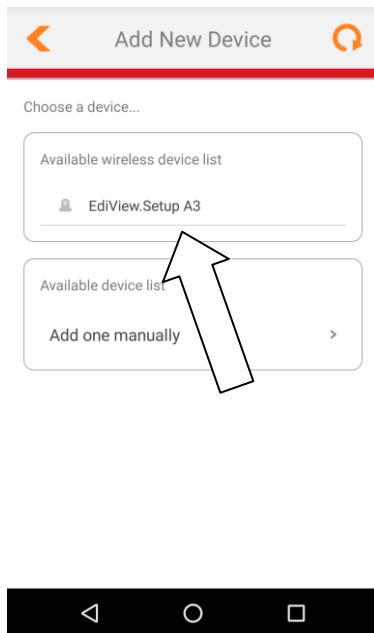 Add New Device
Choose a device...
Available wireless device list
EdiView.Setup A3
Available device list
Add one manually